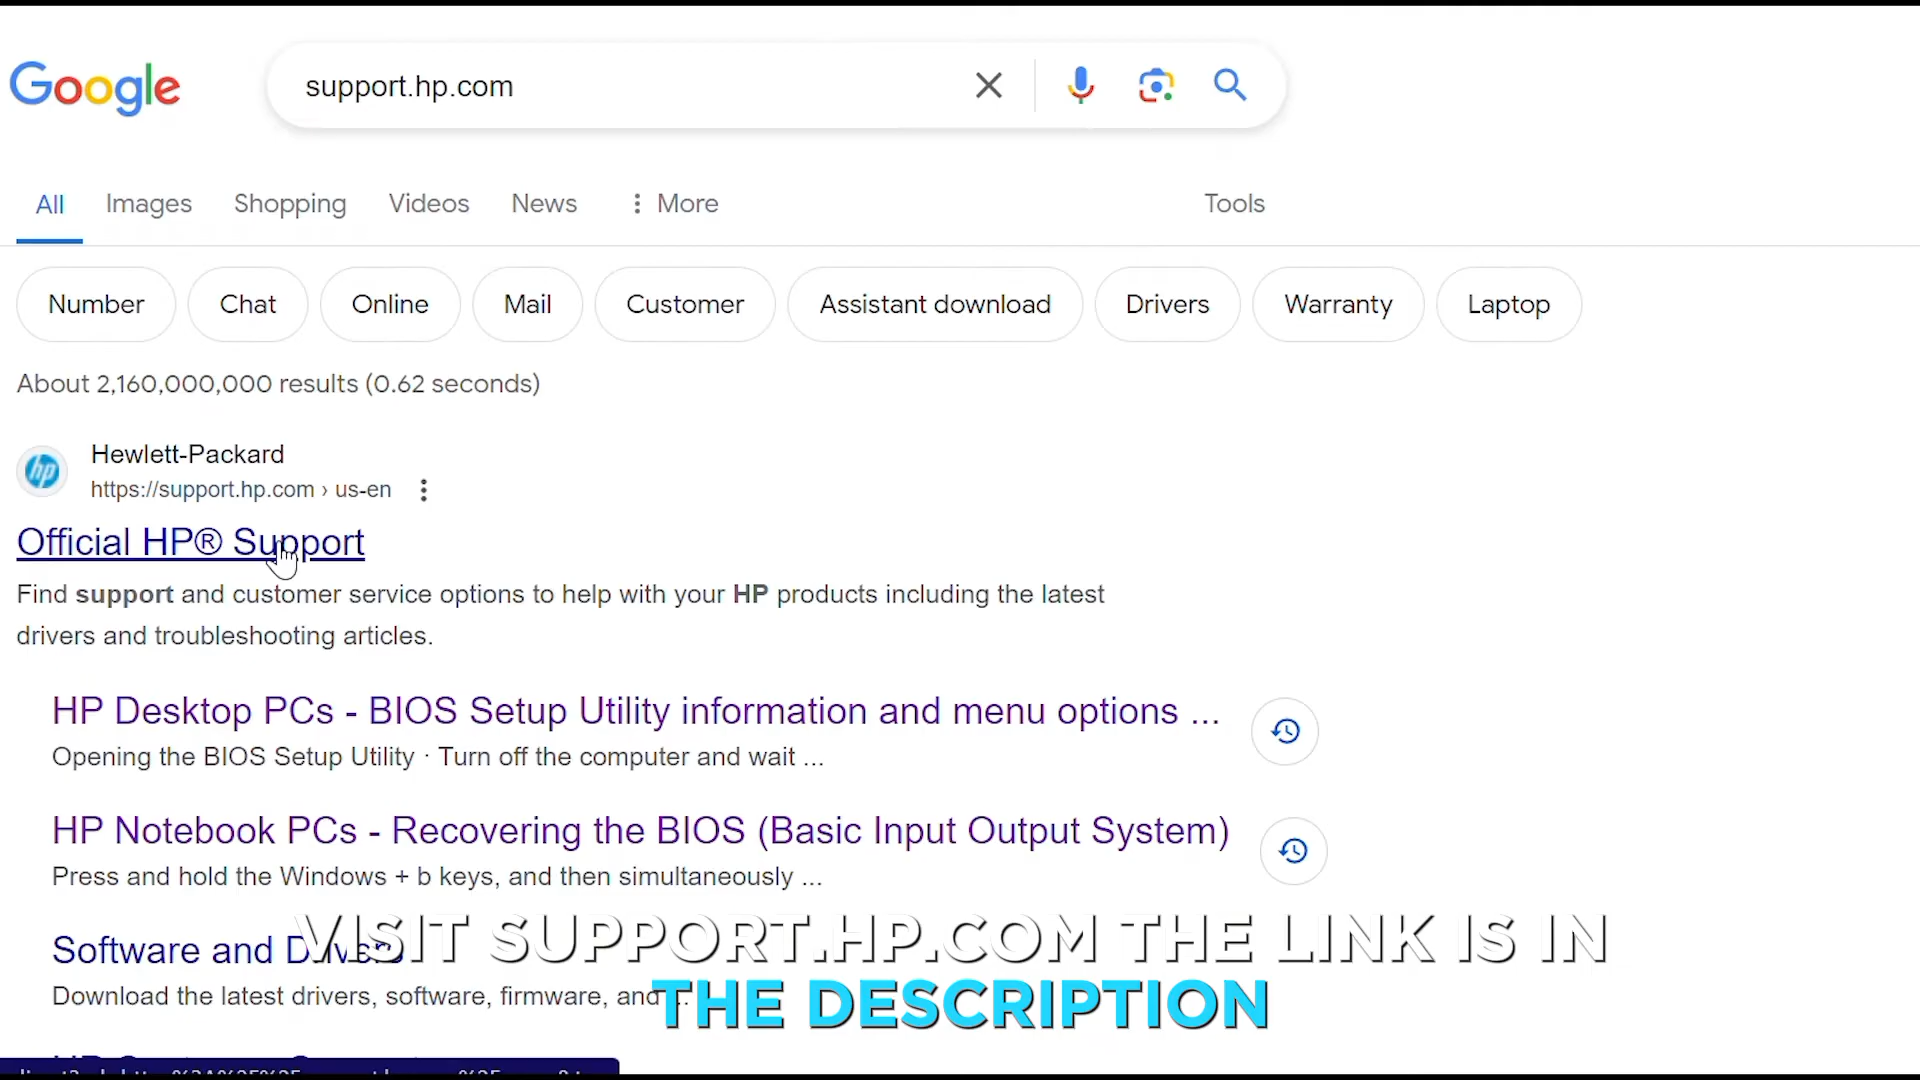 Google
support.hp.com
All Images Shopping Videos News More Tools
Number Chat Online Mail Customer Assistant download Drivers Warranty Laptop
About 2,160,000,000 results (0.62 seconds)
hp
Hewlett-Packard
https://support.hp.com › us-en
Official HP® Support
Find support and customer service options to help with your HP products including the latest
drivers and troubleshooting articles.
HP Desktop PCs - BIOS Setup Utility information and menu options ...
Opening the BIOS Setup Utility · Turn off the computer and wait ...
HP Notebook PCs - Recovering the BIOS (Basic Input Output System)
Press and hold the Windows + b keys, and then simultaneously ...
Software and Drivers
Download the latest drivers, software, firmware, and ...
VISIT SUPPORT.HP.COM THE LINK IS IN
THE DESCRIPTION